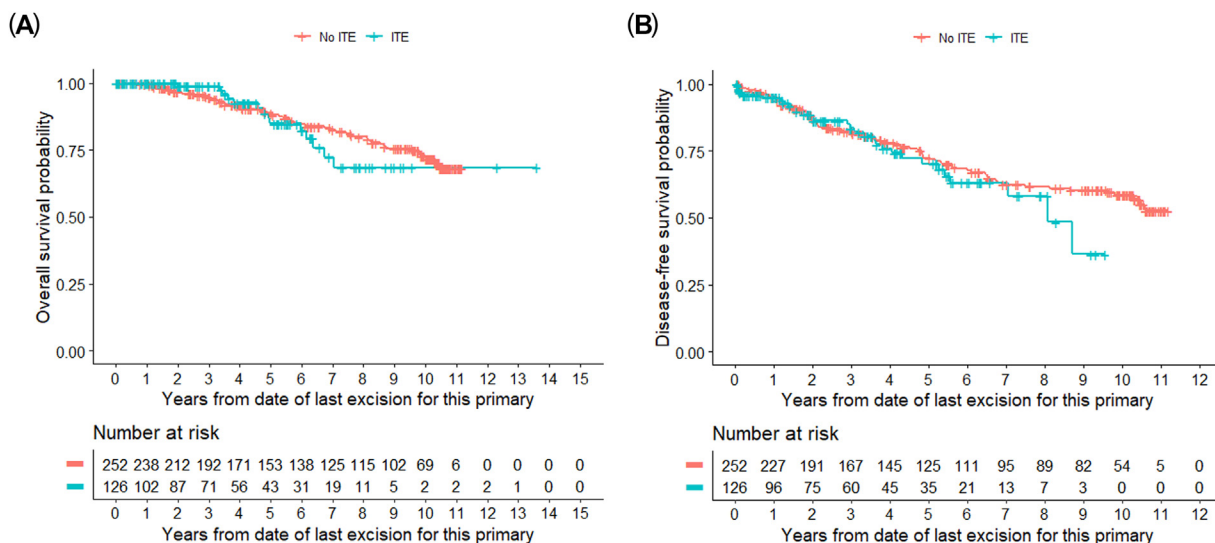 (A)
No ITE ITE
Overall survival probability
1.00
0.75
0.50
0.25
0.00
0 1 2 3 4 5 6 7 8 9 10 11 12 13 14 15
Years from date of last excision for this primary
Number at risk
252 238 212 192 171 153 138 125 115 102 69 6 0 0 0 0
126 102 87 71 56 43 31 19 11 5 2 2 2 1 0 0
0 1 2 3 4 5 6 7 8 9 10 11 12 13 14 15
Years from date of last excision for this primary
(B)
No ITE ITE
Disease-free survival probability
1.00
0.75
0.50
0.25
0.00
0 1 2 3 4 5 6 7 8 9 10 11 12
Years from date of last excision for this primary
Number at risk
252 227 191 167 145 125 111 95 89 82 54 5 0
126 96 75 60 45 35 21 13 7 3 0 0 0
0 1 2 3 4 5 6 7 8 9 10 11 12
Years from date of last excision for this primary